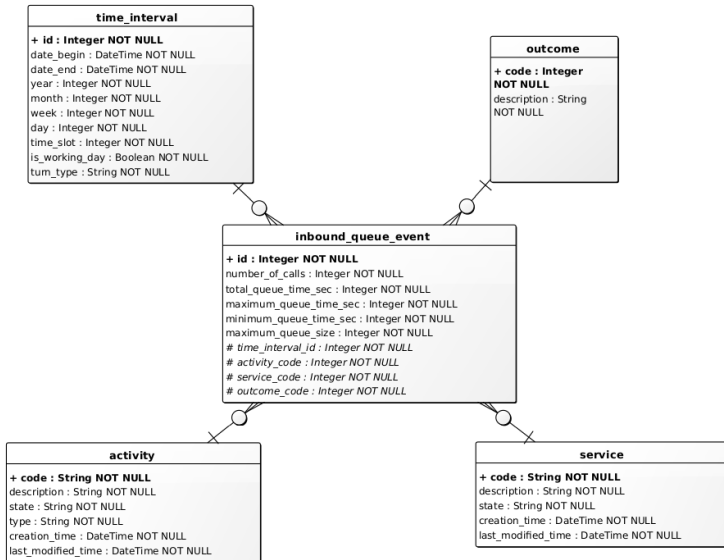 time_interval
+ id : Integer NOT NULL
date_begin : DateTime NOT NULL
date_end : DateTime NOT NULL
year : Integer NOT NULL
month : Integer NOT NULL
week : Integer NOT NULL
day : Integer NOT NULL
time_slot : Integer NOT NULL
is_working_day : Boolean NOT NULL
turn_type : String NOT NULL
outcome
+ code : Integer
NOT NULL
description : String
NOT NULL
inbound_queue_event
+ id : Integer NOT NULL
number_of_calls : Integer NOT NULL
total_queue_time_sec : Integer NOT NULL
maximum_queue_time_sec : Integer NOT NULL
minimum_queue_time_sec : Integer NOT NULL
maximum_queue_size : Integer NOT NULL
# time_interval_id : Integer NOT NULL
# activity_code : Integer NOT NULL
# service_code : Integer NOT NULL
# outcome_code : Integer NOT NULL
activity
+ code : String NOT NULL
description : String NOT NULL
state : String NOT NULL
type : String NOT NULL
creation_time : DateTime NOT NULL
last_modified_time : DateTime NOT NULL
service
+ code : String NOT NULL
description : String NOT NULL
state : String NOT NULL
creation_time : DateTime NOT NULL
last_modified_time : DateTime NOT NULL